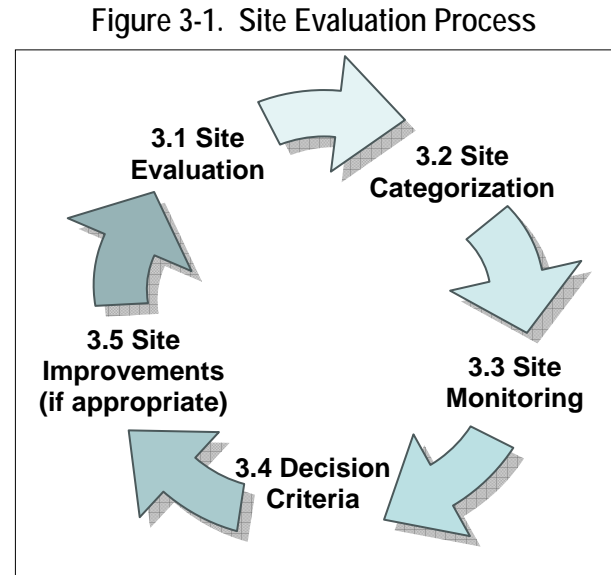 Figure 3-1. Site Evaluation Process
3.1 Site
Evaluation
3.2 Site
Categorization
3.3 Site
Monitoring
3.4 Decision
Criteria
3.5 Site
Improvements
(if appropriate)